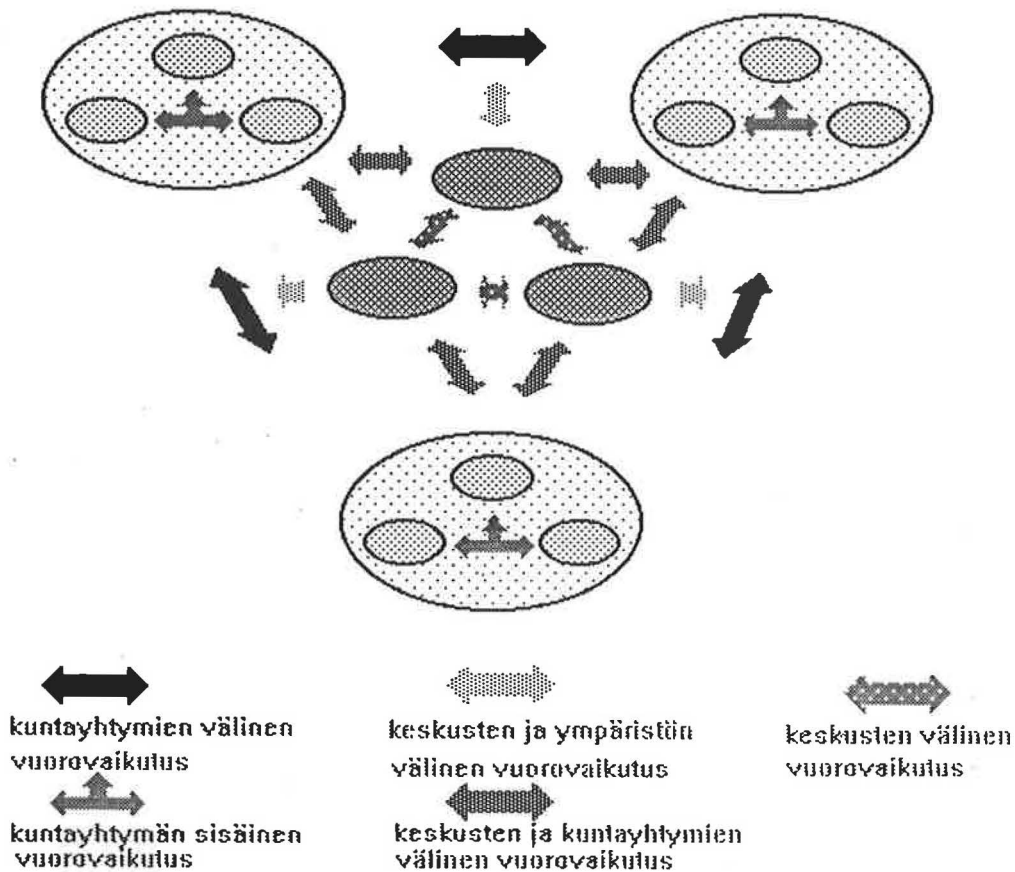 kuntayhtymien välinen
vuorovaikutus
keskusten ja ympäristön
välinen vuorovaikutus
keskusten välinen
vuorovaikutus
kuntayhtymän sisäinen
vuorovaikutus
keskusten ja kuntayhtymien
välinen vuorovaikutus